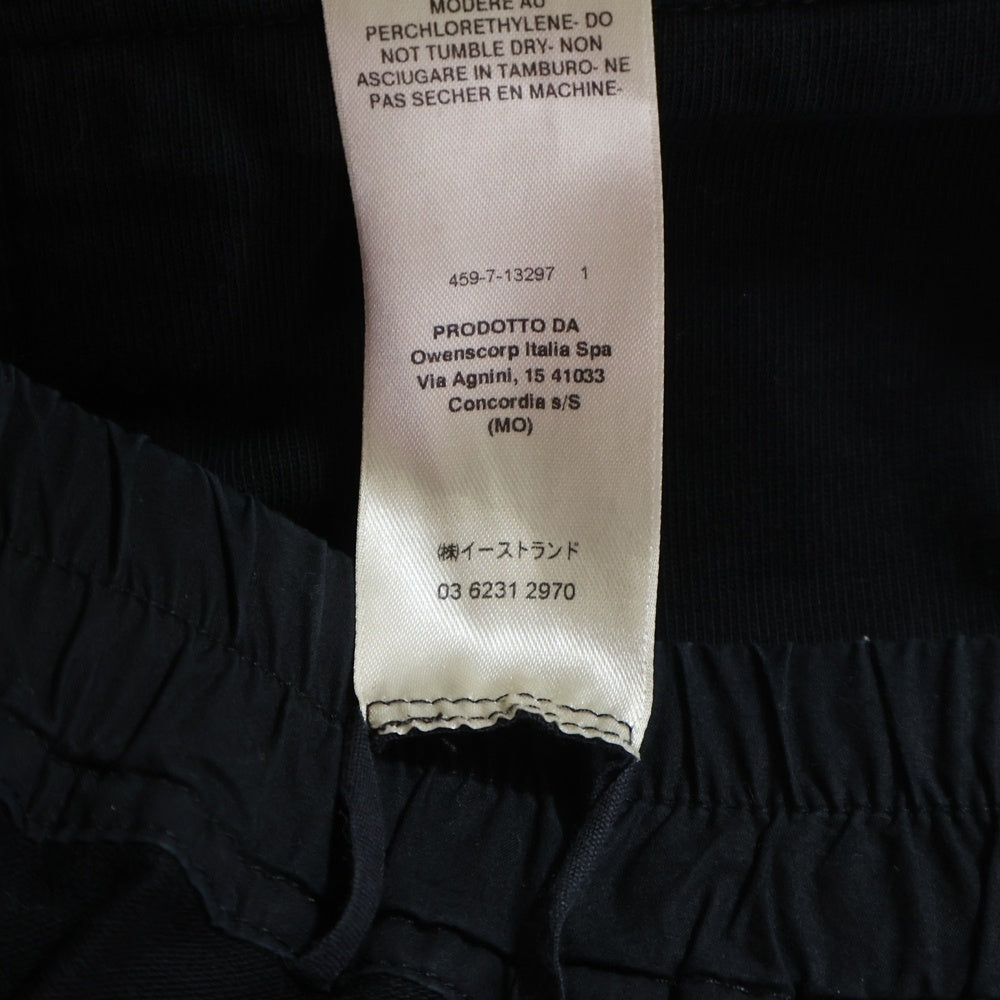 MODERE AU
PERCHLORETHYLENE- DO
NOT TUMBLE DRY- NON
ASCIUGARE IN TAMBURO- NE
PAS SECHER EN MACHINE-
459-7-13297 1
PRODOTTO DA
Owenscorp Italia Spa
Via Agnini, 15 41033
Concordia s/S
(MO)
㈱イーストランド
03 6231 2970